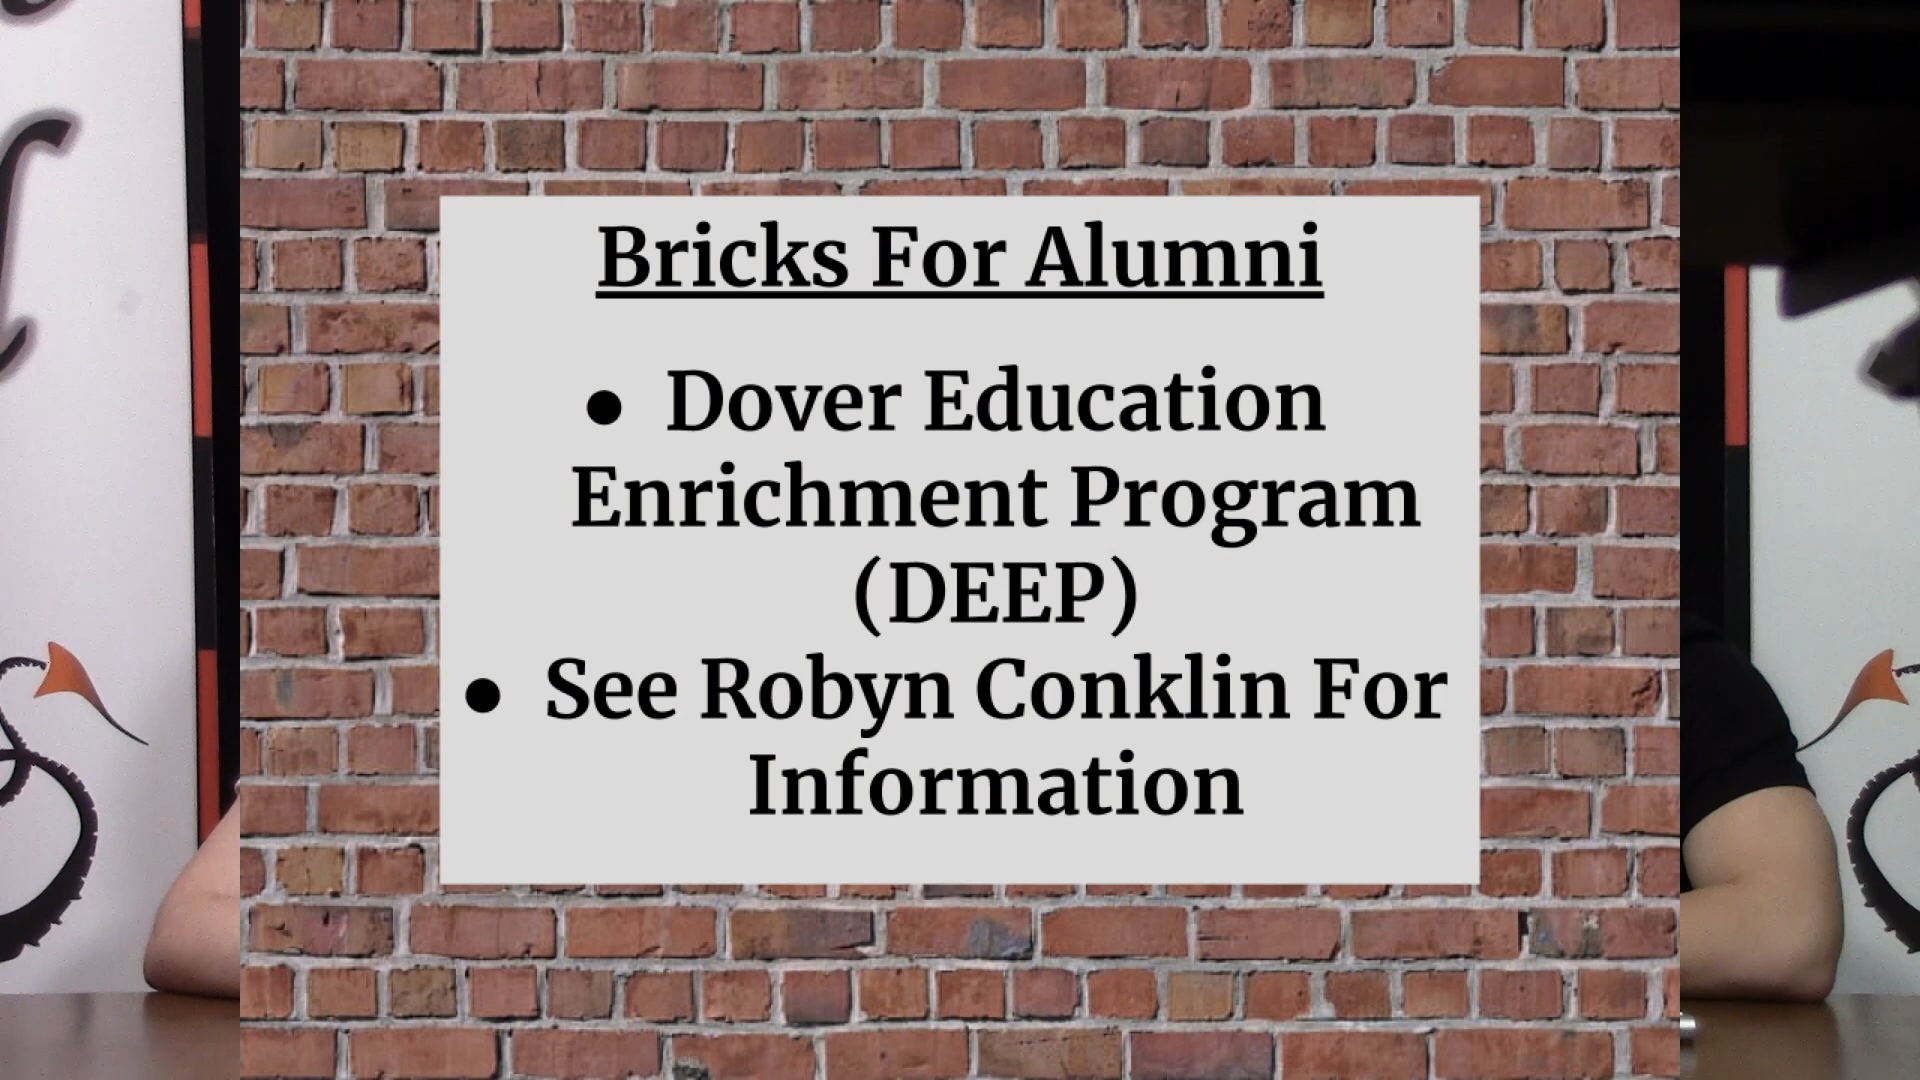 Bricks For Alumni
● Dover Education
Enrichment Program
(DEEP)
● See Robyn Conklin For
Information